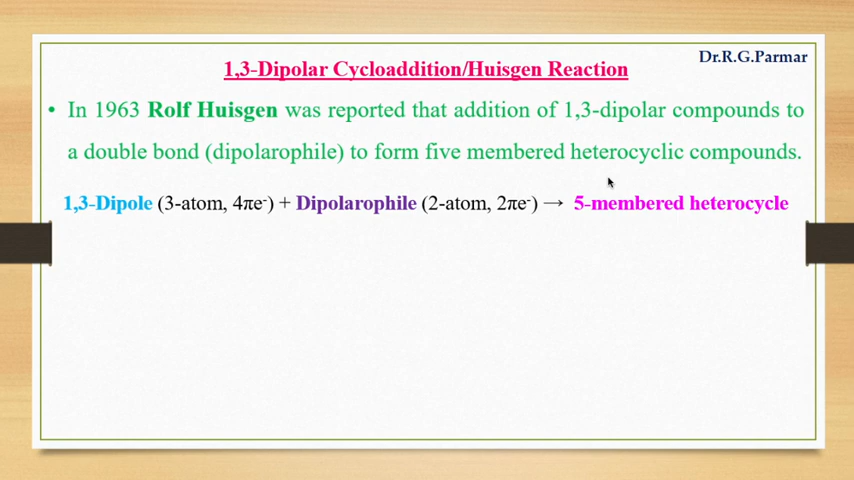 Dr.R.G.Parmar
1,3-Dipolar Cycloaddition/Huisgen Reaction
• In 1963 Rolf Huisgen was reported that addition of 1,3-dipolar compounds to
a double bond (dipolarophile) to form five membered heterocyclic compounds.
1,3-Dipole (3-atom, 4πe⁻) + Dipolarophile (2-atom, 2πe⁻) → 5-membered heterocycle